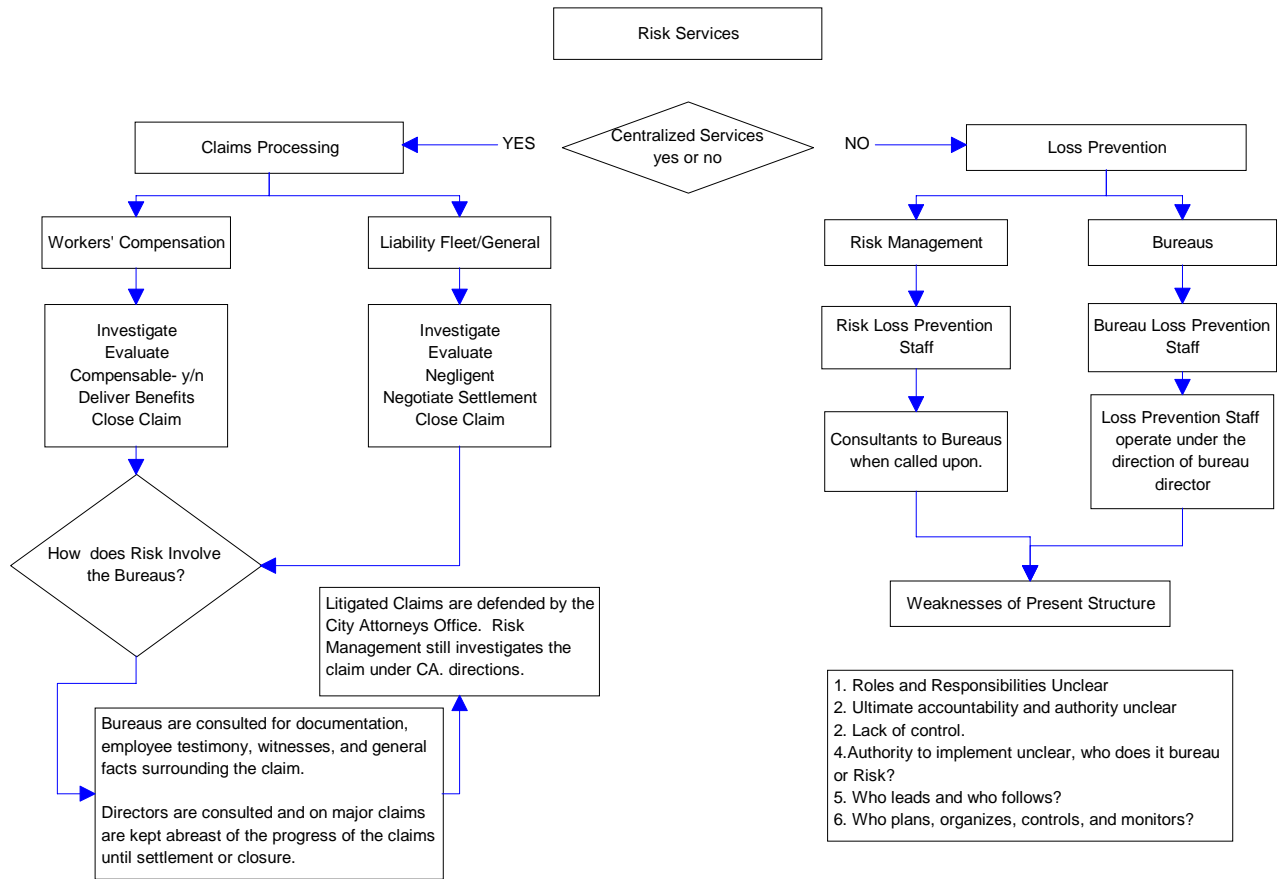 Risk Services
Centralized Services
yes or no
YES
NO
Claims Processing
Loss Prevention
Workers' Compensation
Liability Fleet/General
Risk Management
Bureaus
Investigate
Evaluate
Compensable- y/n
Deliver Benefits
Close Claim
Investigate
Evaluate
Negligent
Negotiate Settlement
Close Claim
Risk Loss Prevention
Staff
Bureau Loss Prevention
Staff
Consultants to Bureaus
when called upon.
Loss Prevention Staff
operate under the
direction of bureau
director
How does Risk Involve
the Bureaus?
Litigated Claims are defended by the
City Attorneys Office. Risk
Management still investigates the
claim under CA. directions.
Weaknesses of Present Structure
Bureaus are consulted for documentation,
employee testimony, witnesses, and general
facts surrounding the claim.
Directors are consulted and on major claims
are kept abreast of the progress of the claims
until settlement or closure.
1. Roles and Responsibilities Unclear
2. Ultimate accountability and authority unclear
2. Lack of control.
4.Authority to implement unclear, who does it bureau
or Risk?
5. Who leads and who follows?
6. Who plans, organizes, controls, and monitors?